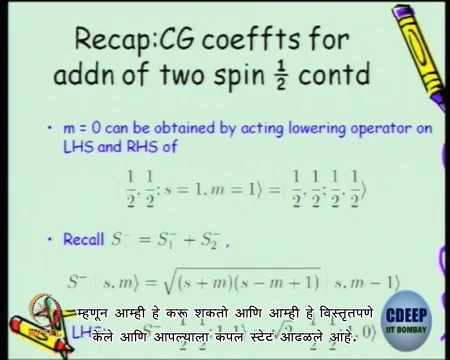 Recap:CG coeffts for
addn of two spin ½ contd
• m = 0 can be obtained by acting lowering operator on
LHS and RHS of
| 1/2, 1/2; s = 1, m = 1⟩ = | 1/2, 1/2; 1/2, 1/2⟩
• Recall S⁻ = S₁⁻ + S₂⁻ ,
S⁻ | s, m⟩ = √(s + m)(s − m + 1) | s, m − 1⟩
म्हणून आम्ही हे करू शकतो आणि आम्ही हे विस्तृतपणे
केले आणि आपल्याला कपल स्टेट आढळले आहे.
LHS:
CDEEP
IIT BOMBAY